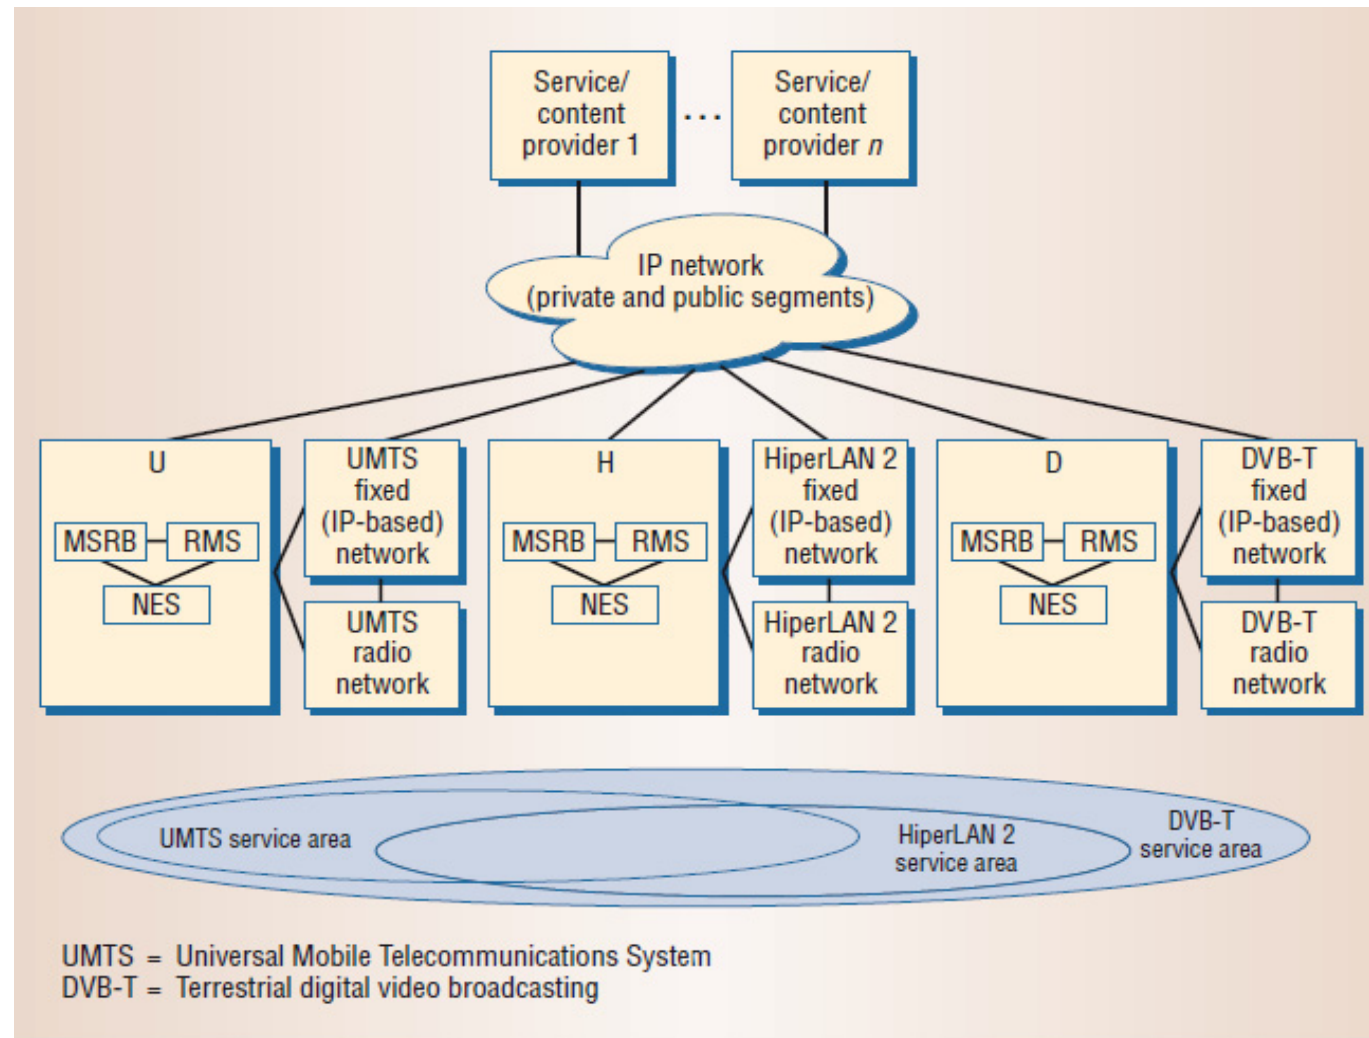 Service/
content
provider 1
...
Service/
content
provider n
IP network
(private and public segments)
U
MSRB
RMS
NES
UMTS
fixed
(IP-based)
network
UMTS
radio
network
H
MSRB
RMS
NES
HiperLAN 2
fixed
(IP-based)
network
HiperLAN 2
radio
network
D
MSRB
RMS
NES
DVB-T
fixed
(IP-based)
network
DVB-T
radio
network
UMTS service area
HiperLAN 2
service area
DVB-T
service area
UMTS = Universal Mobile Telecommunications System
DVB-T = Terrestrial digital video broadcasting